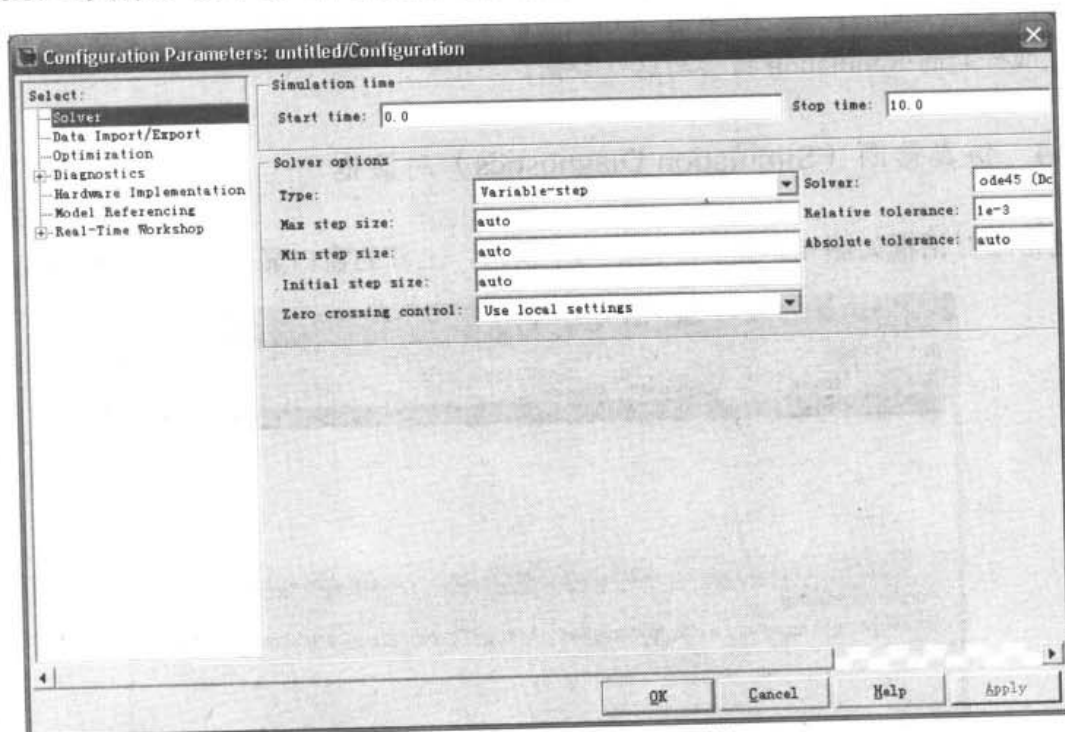 Configuration Parameters: untitled/Configuration
Select:
Solver
Data Import/Export
Optimization
Diagnostics
Hardware Implementation
Model Referencing
Real-Time Workshop
Simulation time
Start time: 0.0
Stop time: 10.0
Solver options
Type: Variable-step
Solver: ode45 (Do
Max step size: auto
Relative tolerance: 1e-3
Min step size: auto
Absolute tolerance: auto
Initial step size: auto
Zero crossing control: Use local settings
OK
Cancel
Help
Apply